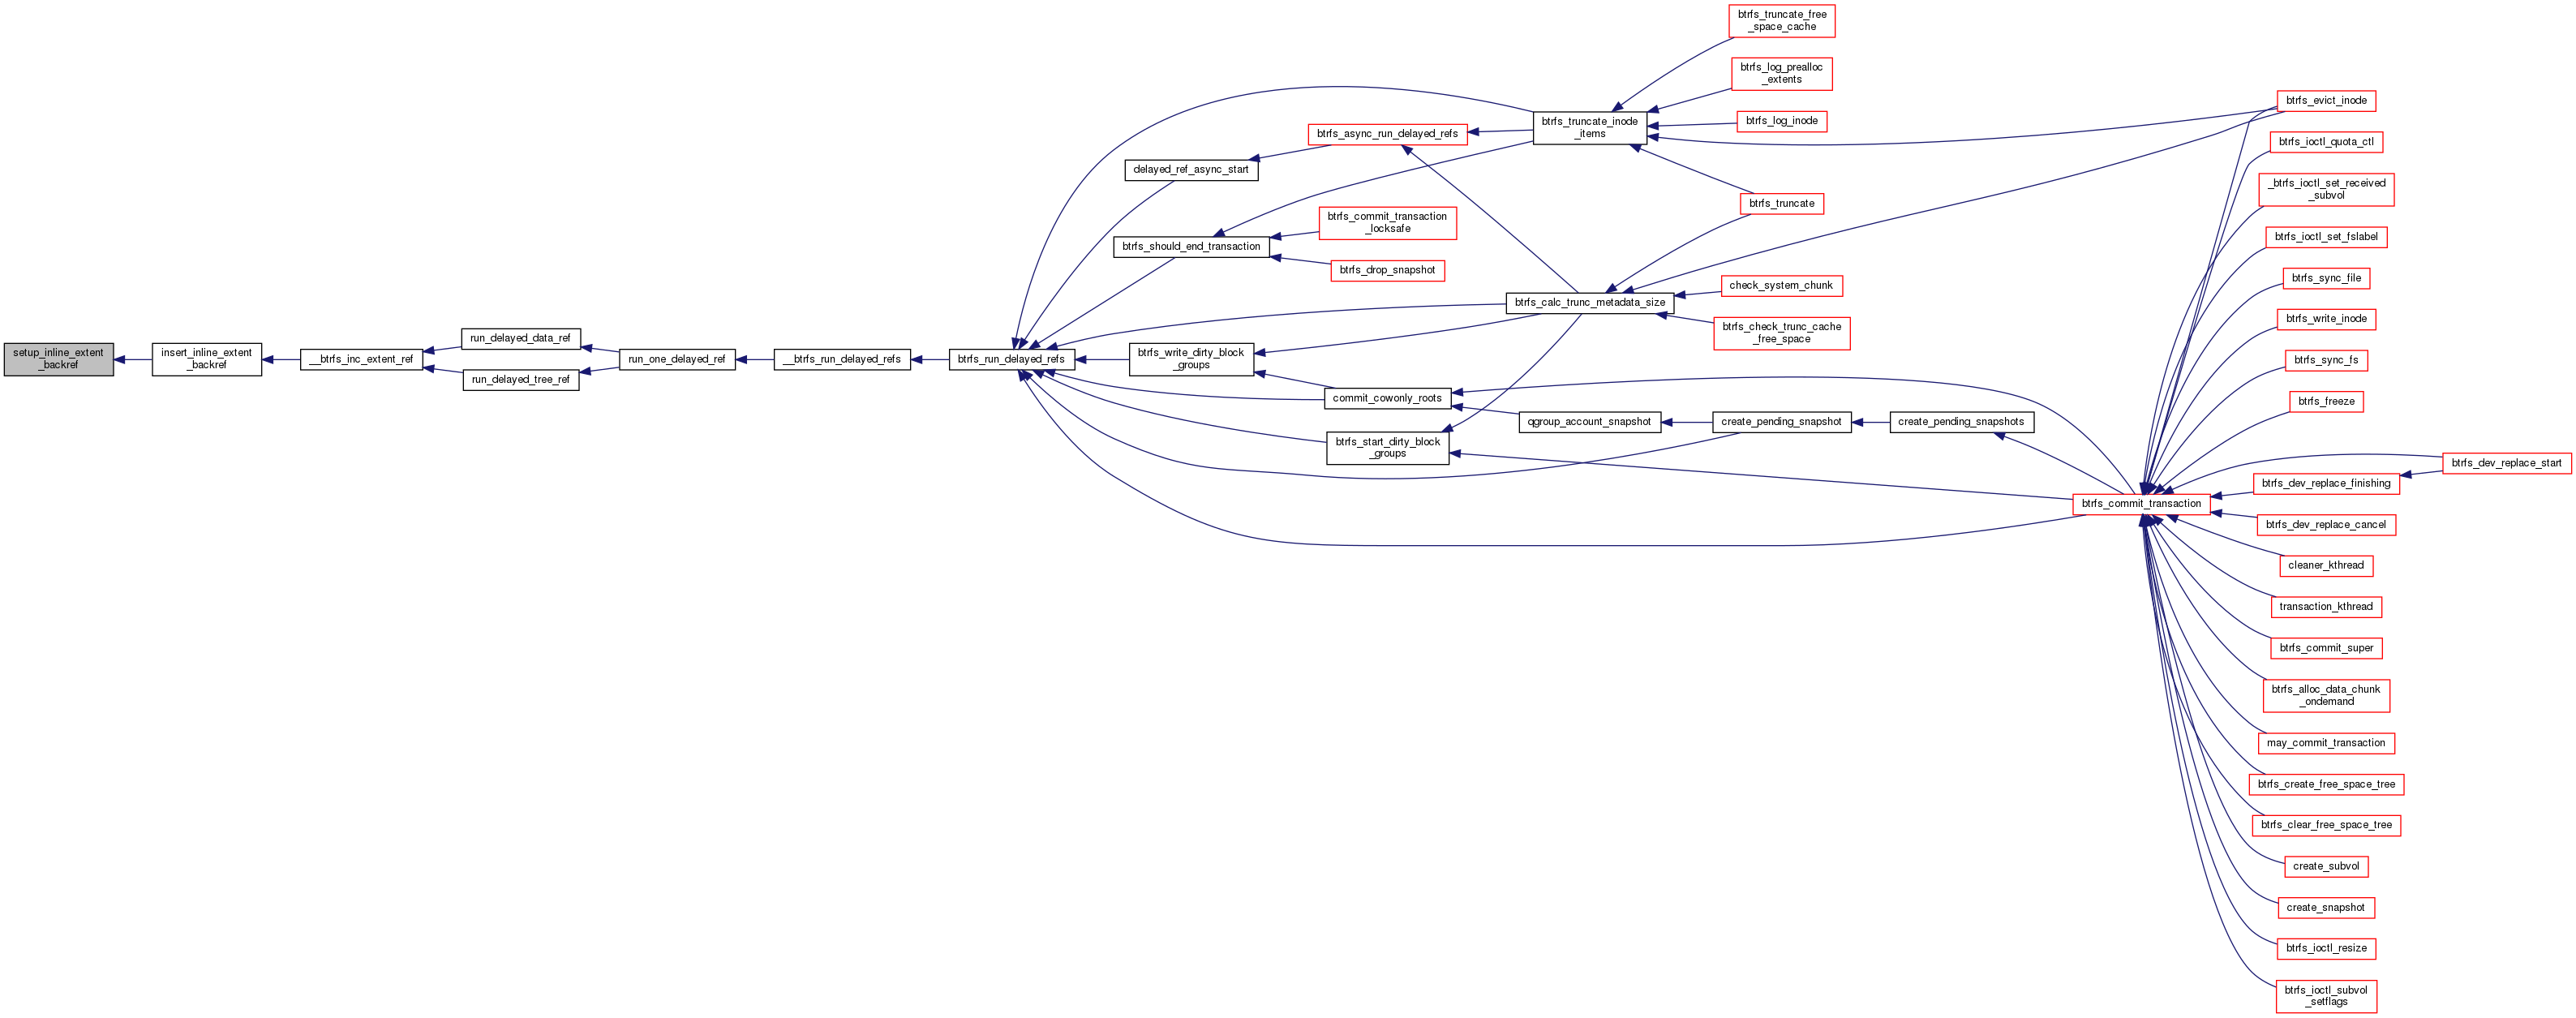 setup_inline_extent
_backref
insert_inline_extent
_backref
__btrfs_inc_extent_ref
run_delayed_data_ref
run_delayed_tree_ref
run_one_delayed_ref
__btrfs_run_delayed_refs
btrfs_run_delayed_refs
delayed_ref_async_start
btrfs_should_end_transaction
btrfs_write_dirty_block
_groups
btrfs_async_run_delayed_refs
btrfs_commit_transaction
_locksafe
btrfs_drop_snapshot
commit_cowonly_roots
btrfs_start_dirty_block
_groups
btrfs_truncate_inode
_items
btrfs_calc_trunc_metadata_size
qgroup_account_snapshot
btrfs_truncate_free
_space_cache
btrfs_log_prealloc
_extents
btrfs_log_inode
btrfs_truncate
check_system_chunk
btrfs_check_trunc_cache
_free_space
create_pending_snapshot
create_pending_snapshots
btrfs_commit_transaction
btrfs_evict_inode
btrfs_ioctl_quota_ctl
_btrfs_ioctl_set_received
_subvol
btrfs_ioctl_set_fslabel
btrfs_sync_file
btrfs_write_inode
btrfs_sync_fs
btrfs_freeze
btrfs_dev_replace_start
btrfs_dev_replace_finishing
btrfs_dev_replace_cancel
cleaner_kthread
transaction_kthread
btrfs_commit_super
btrfs_alloc_data_chunk
_ondemand
may_commit_transaction
btrfs_create_free_space_tree
btrfs_clear_free_space_tree
create_subvol
create_snapshot
btrfs_ioctl_resize
btrfs_ioctl_subvol
_setflags